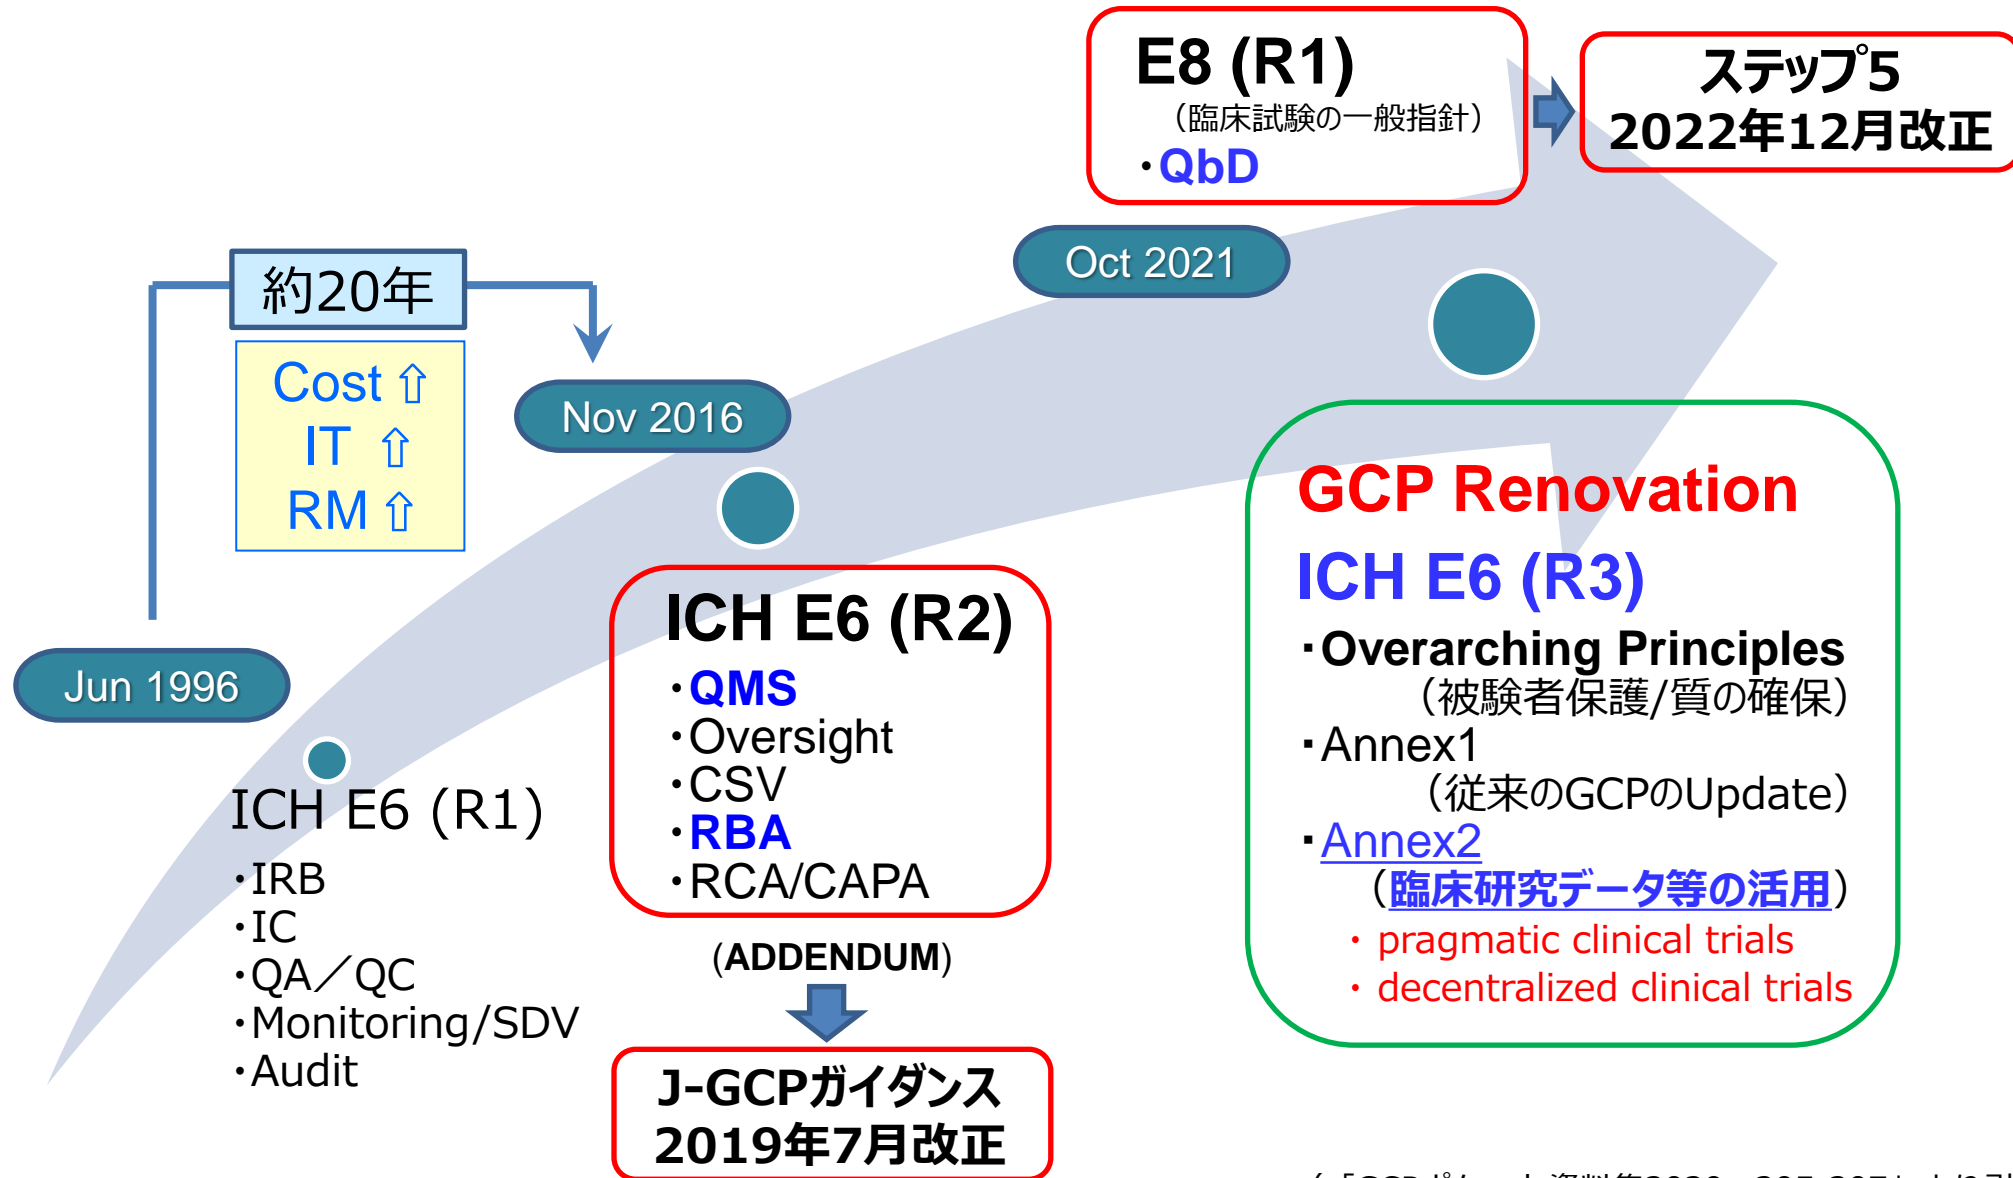 E8 (R1)
（臨床試験の一般指針）
・QbD
ステップ5
2022年12月改正
Oct 2021
約20年
Cost ⇧
IT ⇧
RM ⇧
Nov 2016
Jun 1996
ICH E6 (R1)
・IRB
・IC
・QA／QC
・Monitoring/SDV
・Audit
ICH E6 (R2)
・QMS
・Oversight
・CSV
・RBA
・RCA/CAPA
(ADDENDUM)
J-GCPガイダンス
2019年7月改正
GCP Renovation
ICH E6 (R3)
・Overarching Principles
（被験者保護/質の確保）
・Annex1
（従来のGCPのUpdate）
・Annex2
（臨床研究データ等の活用）
・pragmatic clinical trials
・decentralized clinical trials